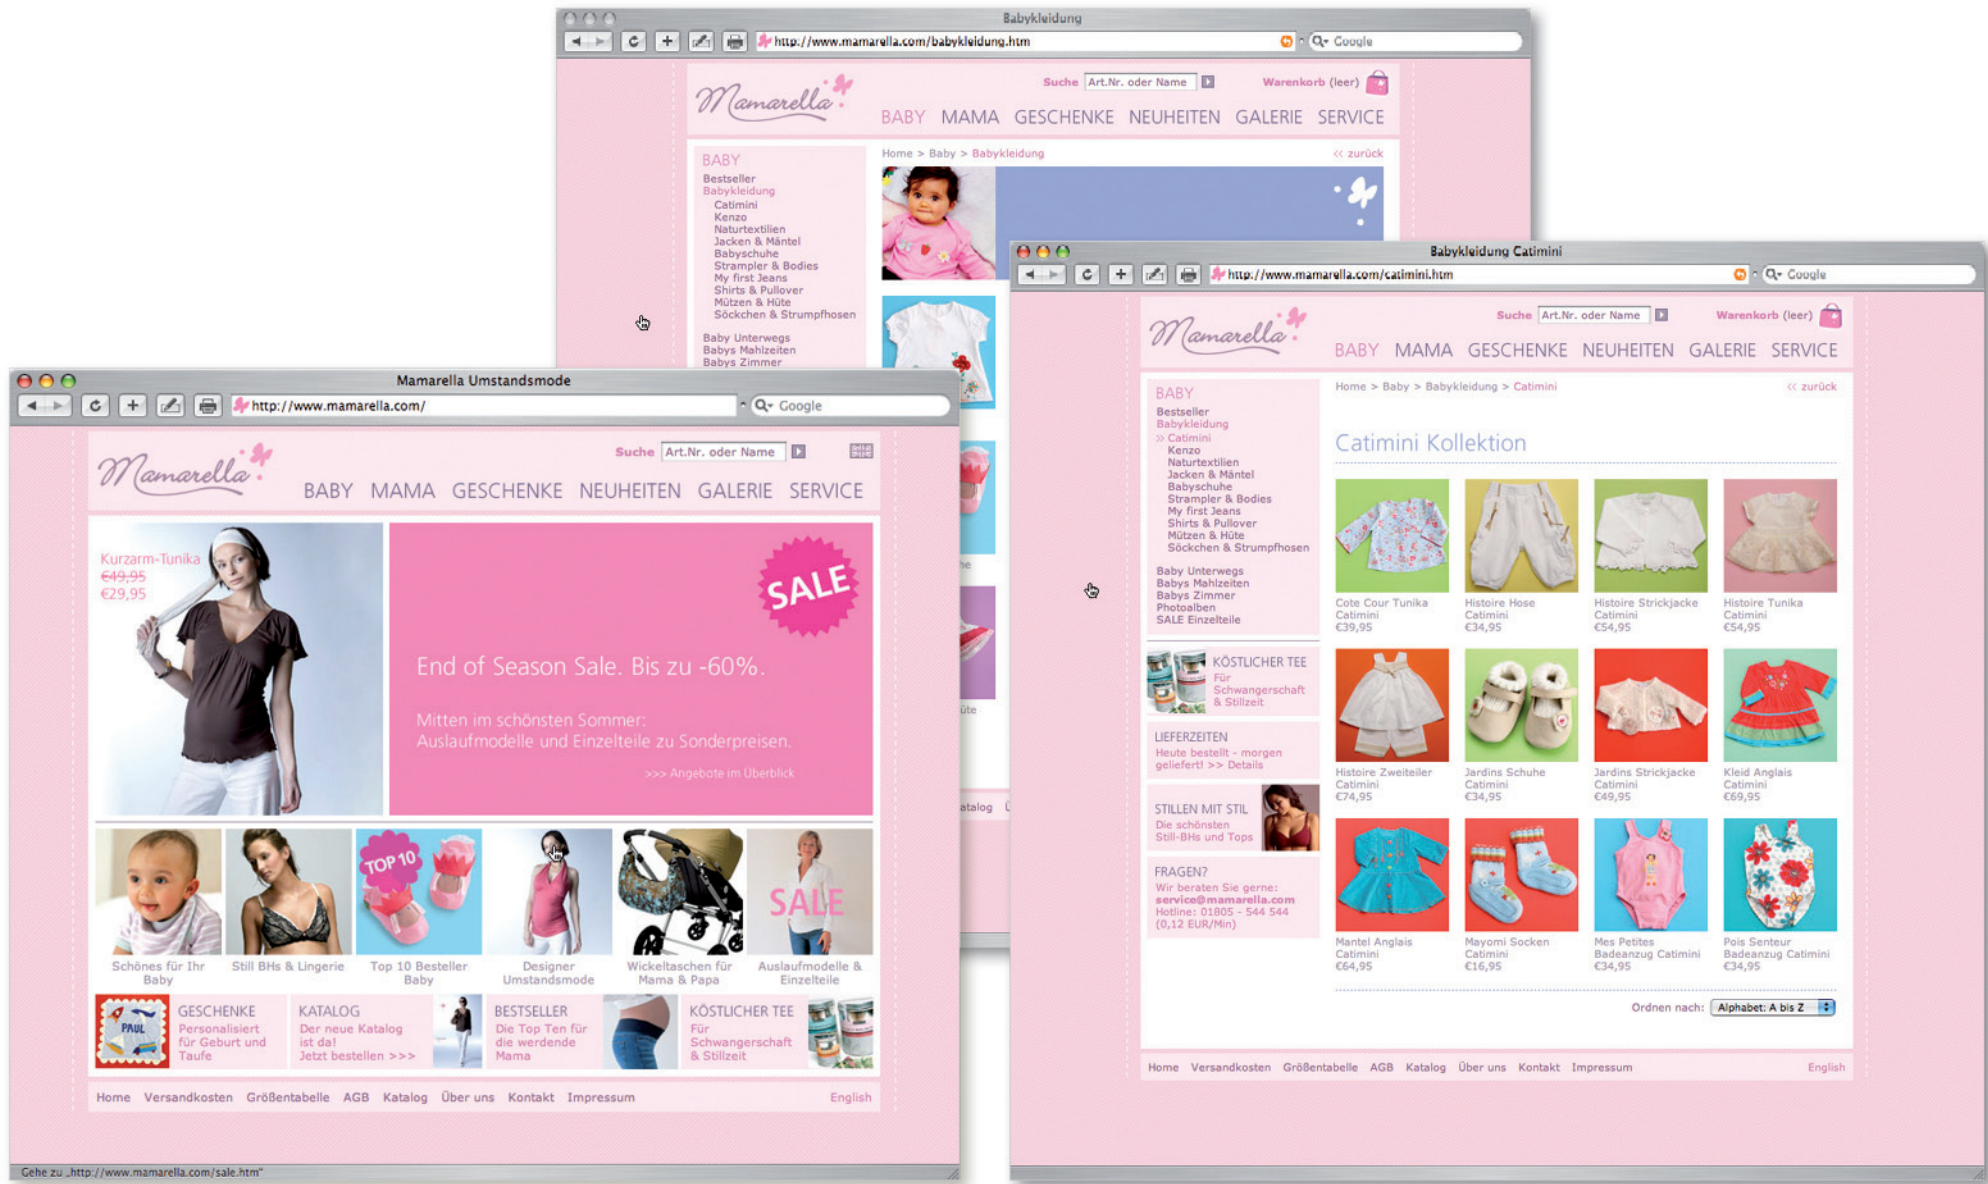 Babykleidung
http://www.mamarella.com/babykleidung.htm
Google
Mamarella
Suche Art.Nr. oder Name
Warenkorb (leer)
BABY MAMA GESCHENKE NEUHEITEN GALERIE SERVICE
BABY
Bestseller
Babykleidung
Catimini
Kenzo
Naturtextilien
Jacken & Mäntel
Babyschuhe
Strampler & Bodies
My first Jeans
Shirts & Pullover
Mützen & Hüte
Söckchen & Strumpfhosen
Baby Unterwegs
Babys Mahlzeiten
Babys Zimmer
Home > Baby > Babykleidung
<< zurück
he
üte
atalog
Mamarella Umstandsmode
http://www.mamarella.com/
Google
Mamarella
Suche Art.Nr. oder Name
BABY MAMA GESCHENKE NEUHEITEN GALERIE SERVICE
Kurzarm-Tunika
€49,95
€29,95
SALE
End of Season Sale. Bis zu -60%.
Mitten im schönsten Sommer:
Auslaufmodelle und Einzelteile zu Sonderpreisen.
>>> Angebote im Überblick
TOP 10
SALE
Schönes für Ihr
Baby
Still BHs & Lingerie
Top 10 Besteller
Baby
Designer
Umstandsmode
Wickeltaschen für
Mama & Papa
Auslaufmodelle &
Einzelteile
PAUL
GESCHENKE
Personalisiert
für Geburt und
Taufe
KATALOG
Der neue Katalog
ist da!
Jetzt bestellen >>>
BESTSELLER
Die Top Ten für
die werdende
Mama
KÖSTLICHER TEE
Für
Schwangerschaft
& Stillzeit
Home Versandkosten Größentabelle AGB Katalog Über uns Kontakt Impressum
English
Gehe zu „http://www.mamarella.com/sale.htm“
Babykleidung Catimini
http://www.mamarella.com/catimini.htm
Google
Mamarella
Suche Art.Nr. oder Name
Warenkorb (leer)
BABY MAMA GESCHENKE NEUHEITEN GALERIE SERVICE
BABY
Bestseller
Babykleidung
>> Catimini
Kenzo
Naturtextilien
Jacken & Mäntel
Babyschuhe
Strampler & Bodies
My first Jeans
Shirts & Pullover
Mützen & Hüte
Söckchen & Strumpfhosen
Baby Unterwegs
Babys Mahlzeiten
Babys Zimmer
Photoalben
SALE Einzelteile
KÖSTLICHER TEE
Für
Schwangerschaft
& Stillzeit
LIEFERZEITEN
Heute bestellt - morgen
geliefert! >> Details
STILLEN MIT STIL
Die schönsten
Still-BHs und Tops
FRAGEN?
Wir beraten Sie gerne:
service@mamarella.com
Hotline: 01805 - 544 544
(0,12 EUR/Min)
Home > Baby > Babykleidung > Catimini
<< zurück
Catimini Kollektion
Cote Cour Tunika
Catimini
€39,95
Histoire Hose
Catimini
€34,95
Histoire Strickjacke
Catimini
€54,95
Histoire Tunika
Catimini
€54,95
Histoire Zweiteiler
Catimini
€74,95
Jardins Schuhe
Catimini
€34,95
Jardins Strickjacke
Catimini
€49,95
Kleid Anglais
Catimini
€69,95
Mantel Anglais
Catimini
€64,95
Mayomi Socken
Catimini
€16,95
Mes Petites
Badeanzug Catimini
€34,95
Pois Senteur
Badeanzug Catimini
€34,95
Ordnen nach: Alphabet: A bis Z
Home Versandkosten Größentabelle AGB Katalog Über uns Kontakt Impressum
English